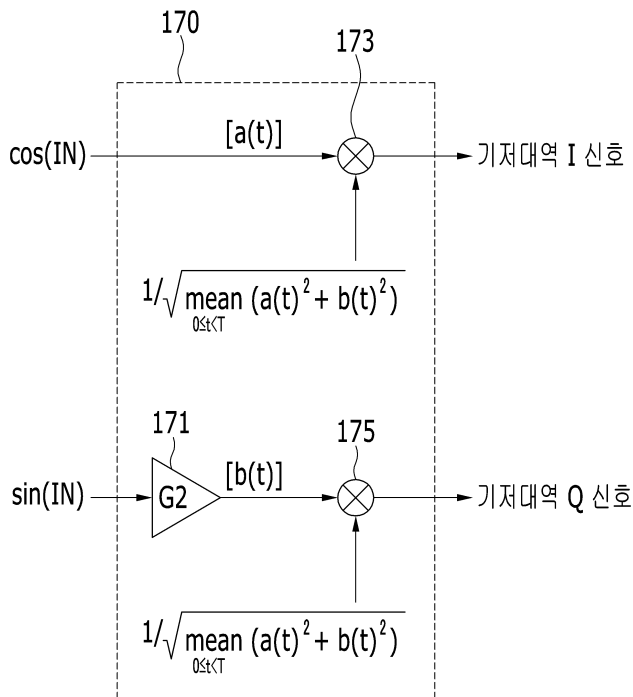 170
173
cos(IN)
[a(t)]
기저대역 I 신호
1/√mean (a(t)² + b(t)²)
0≤t<T
171
175
sin(IN)
G2
[b(t)]
기저대역 Q 신호
1/√mean (a(t)² + b(t)²)
0≤t<T